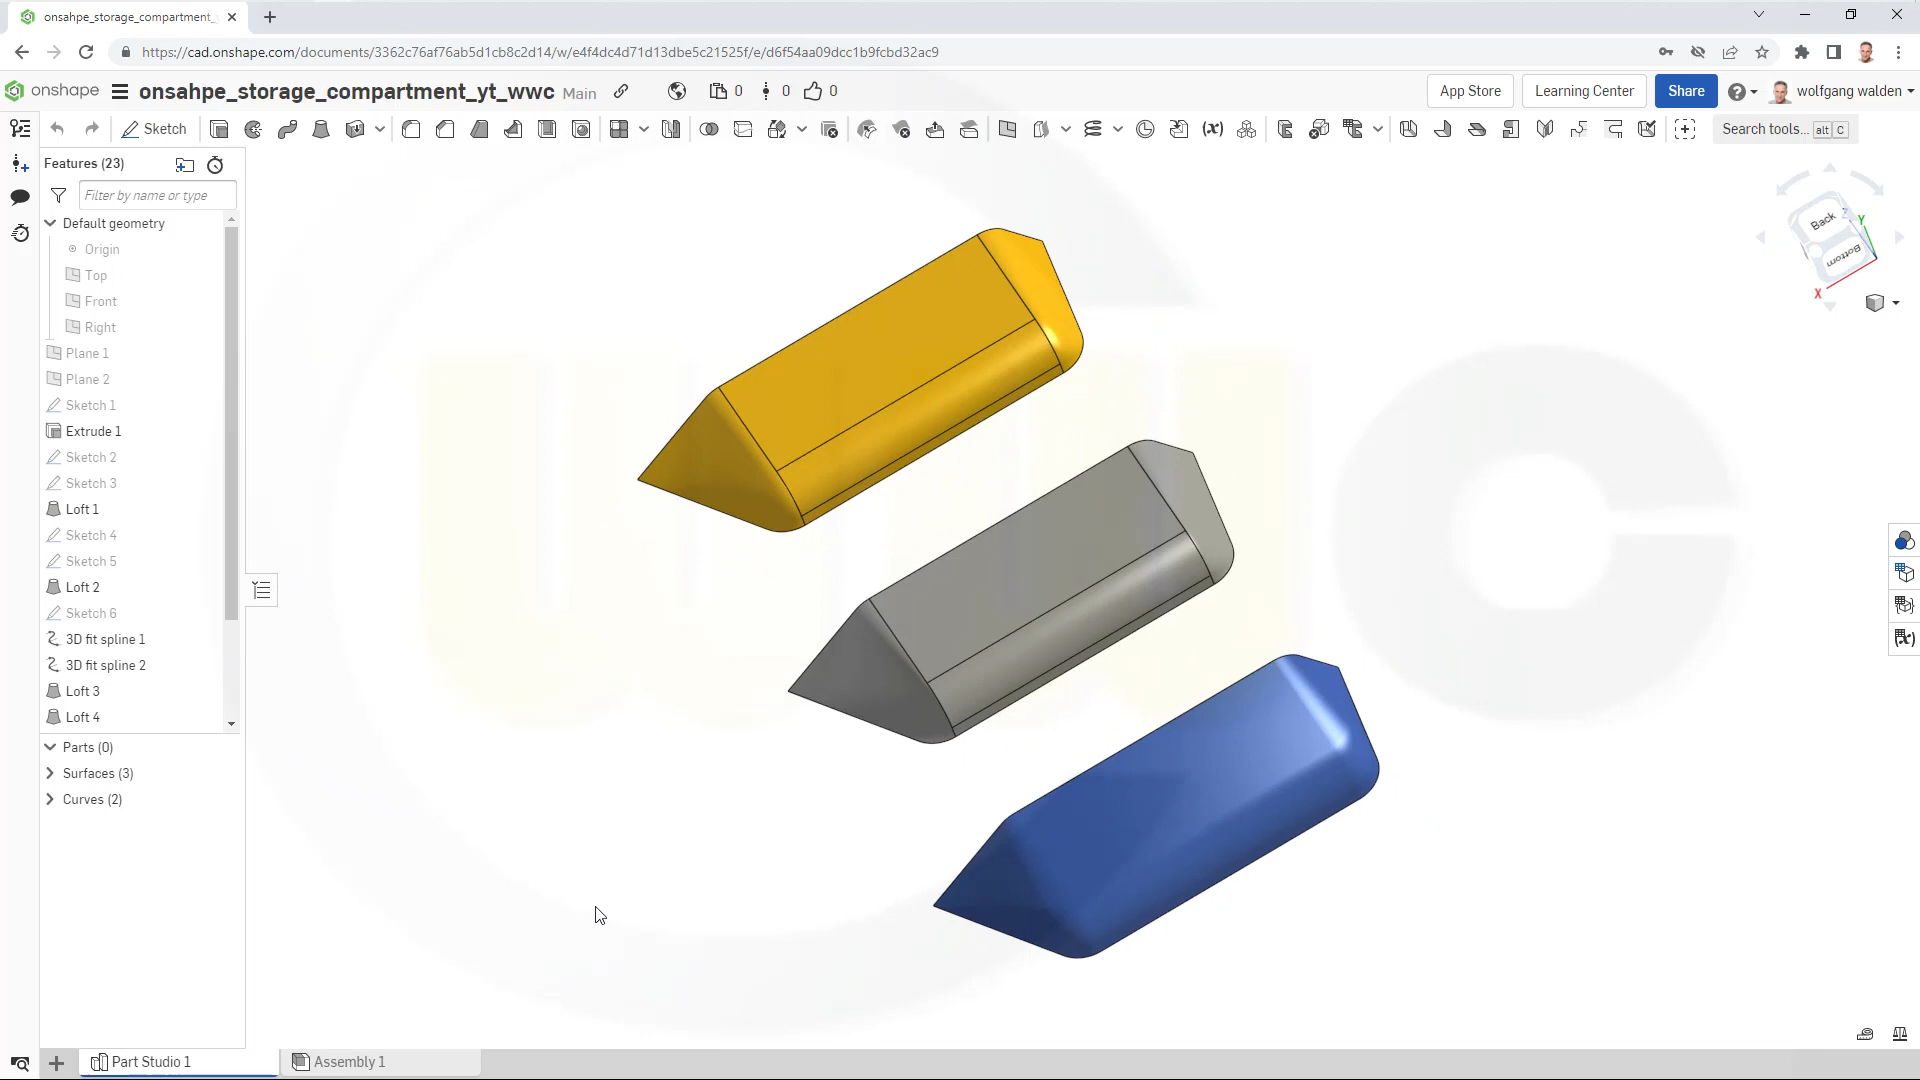 onsahpe_storage_compartment_
https://cad.onshape.com/documents/3362c76af76ab5d1cb8c2d14/w/e4f4dc4d71d13dbe5c21525f/e/d6f54aa09dcc1b9fcbd32ac9
onshape onsahpe_storage_compartment_yt_wwc Main 0 0 0 App Store Learning Center Share wolfgang walden
Sketch Search tools... alt C
Features (23)
Filter by name or type
Default geometry
Origin
Top
Front
Right
Plane 1
Plane 2
Sketch 1
Extrude 1
Sketch 2
Sketch 3
Loft 1
Sketch 4
Sketch 5
Loft 2
Sketch 6
3D fit spline 1
3D fit spline 2
Loft 3
Loft 4
Parts (0)
Surfaces (3)
Curves (2)
Back
Bottom
Z
Y
X
wwc
Part Studio 1
Assembly 1